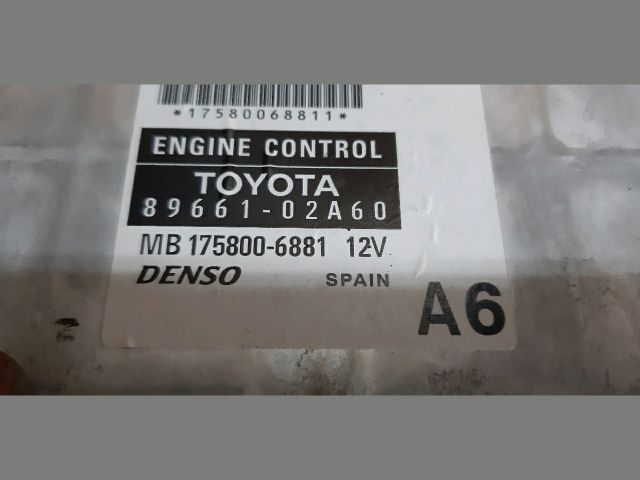 *17580068811*
ENGINE CONTROL
TOYOTA
89661-02A60
MB 175800-6881 12V
DENSO SPAIN
A6